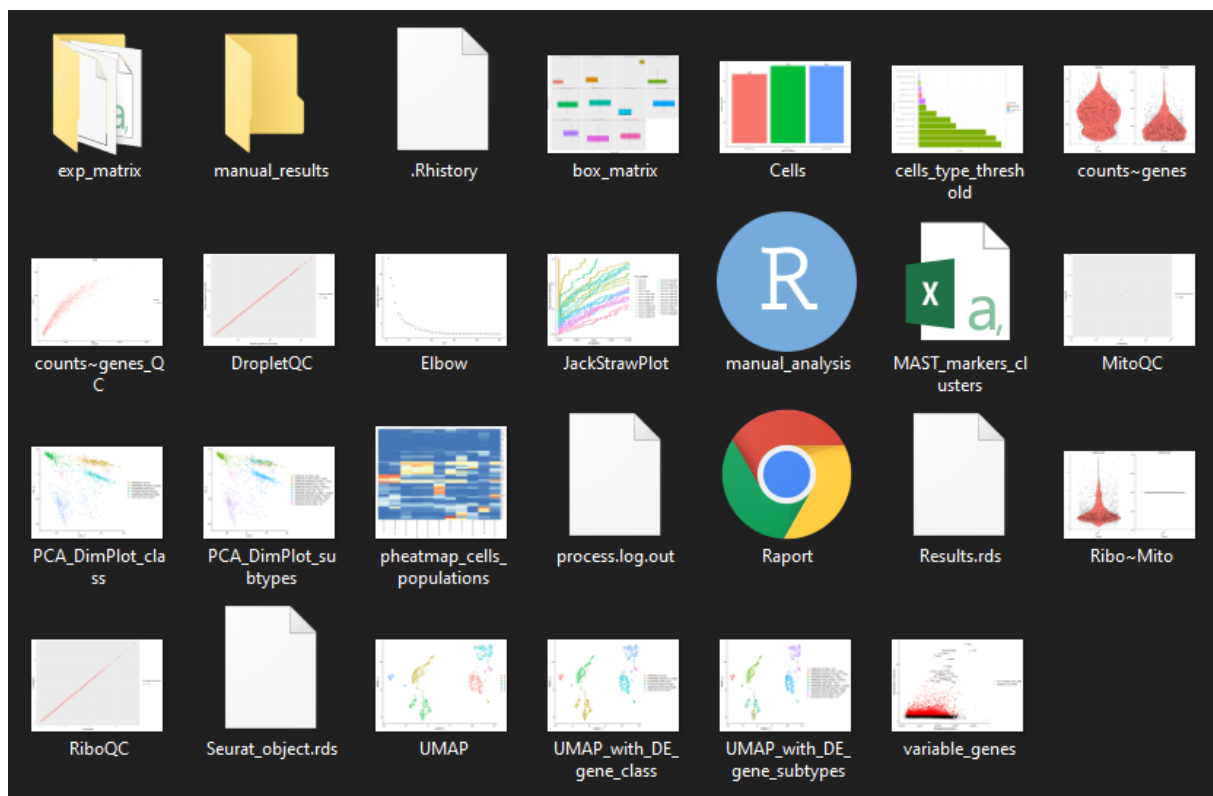 exp_matrix
manual_results
.Rhistory
box_matrix
Cells
cells_type_thresh
old
counts~genes
counts~genes_Q
C
DropletQC
Elbow
JackStrawPlot
R
manual_analysis
X
a,
MAST_markers_cl
usters
MitoQC
PCA_DimPlot_cla
ss
PCA_DimPlot_su
btypes
pheatmap_cells_
populations
process.log.out
Raport
Results.rds
Ribo~Mito
RiboQC
Seurat_object.rds
UMAP
UMAP_with_DE_
gene_class
UMAP_with_DE_
gene_subtypes
variable_genes